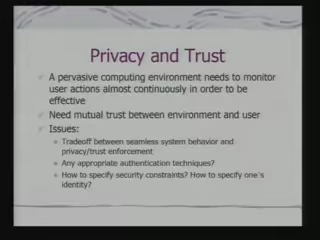 Privacy and Trust
A pervasive computing environment needs to monitor
user actions almost continuously in order to be
effective
Need mutual trust between environment and user
Issues:
Tradeoff between seamless system behavior and
privacy/trust enforcement
Any appropriate authentication techniques?
How to specify security constraints? How to specify one's
identity?